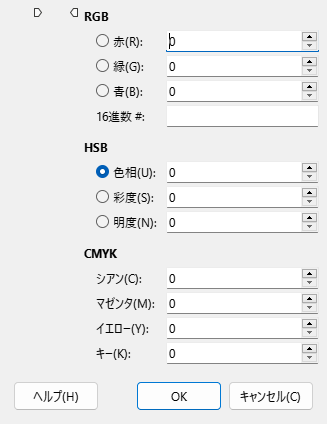 RGB
赤(R): 0
緑(G): 0
青(B): 0
16進数 #:
HSB
色相(U): 0
彩度(S): 0
明度(N): 0
CMYK
シアン(C): 0
マゼンタ(M): 0
イエロー(Y): 0
キー(K): 0
ヘルプ(H) OK キャンセル(C)